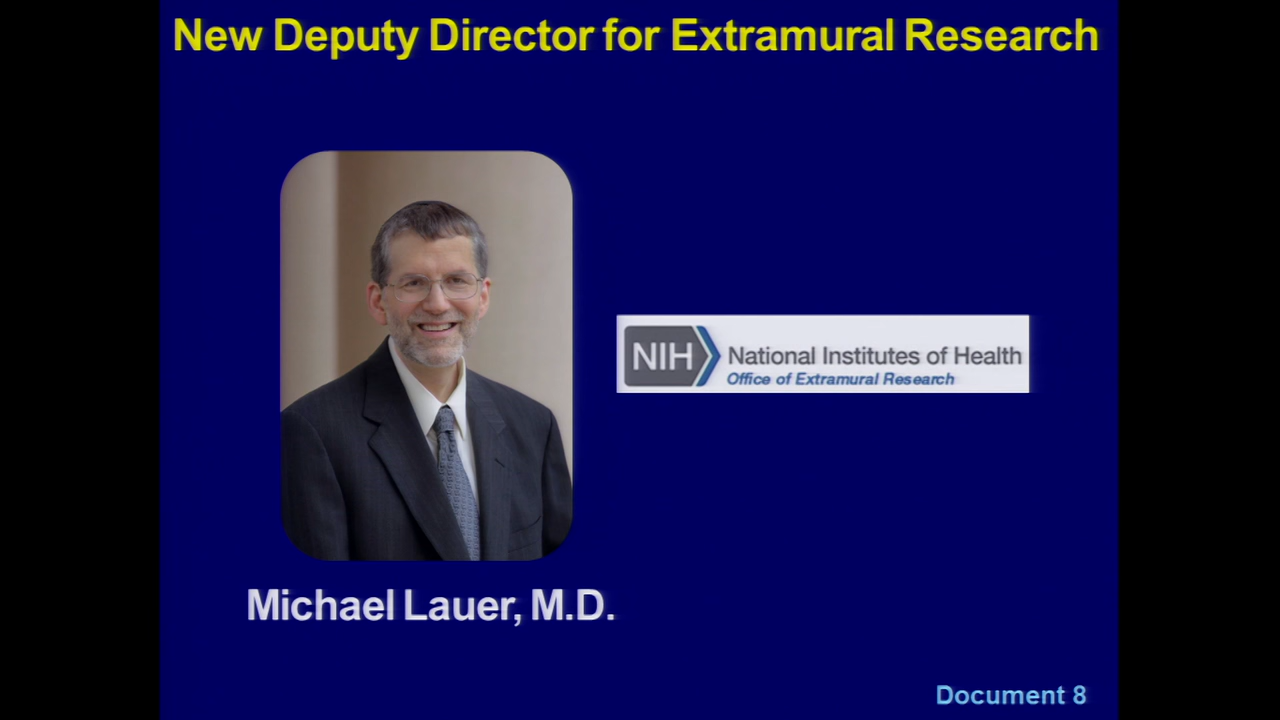 New Deputy Director for Extramural Research
NIH
National Institutes of Health
Office of Extramural Research
Michael Lauer, M.D.
Document 8